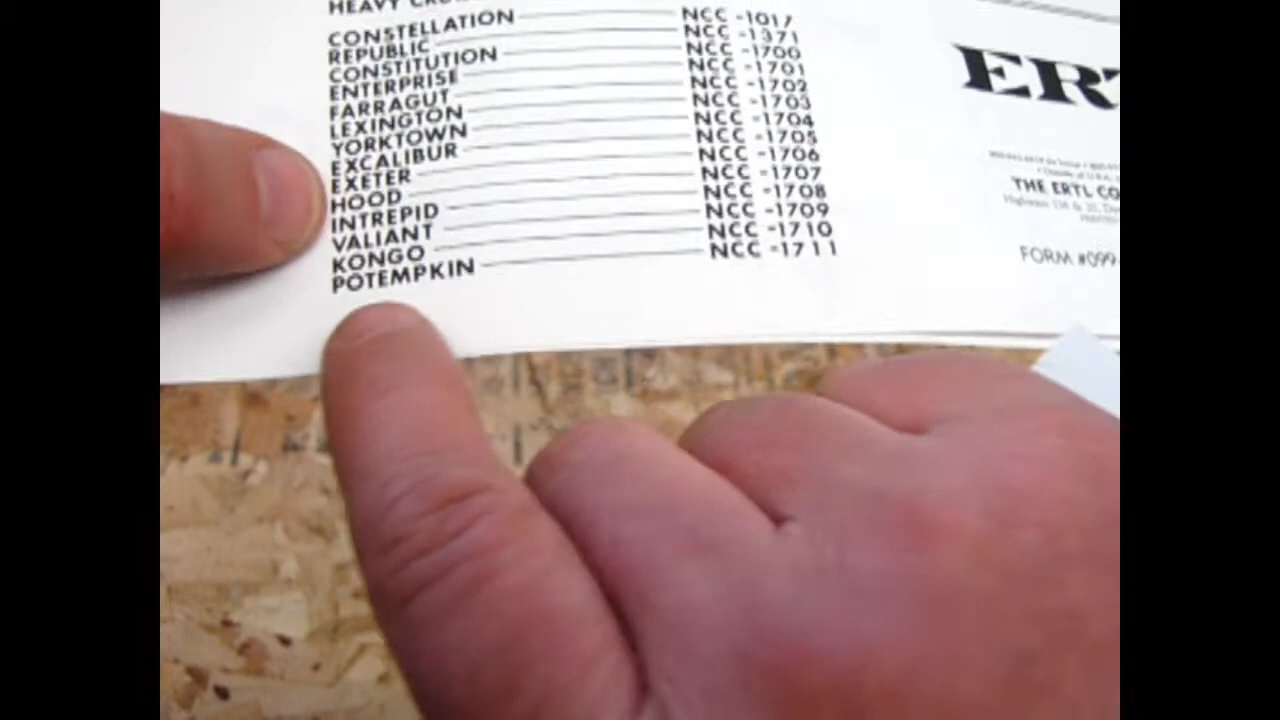 HEAVY
CONSTELLATION NCC -1017
REPUBLIC NCC -1371
CONSTITUTION NCC -1700
ENTERPRISE NCC -1701
FARRAGUT NCC -1702
LEXINGTON NCC -1703
YORKTOWN NCC -1704
EXCALIBUR NCC -1705
EXETER NCC -1706
HOOD NCC -1707
INTREPID NCC -1708
VALIANT NCC -1709
KONGO NCC -1710
POTEMPKIN NCC -1711
ERT
THE ERTL CO
FORM #099